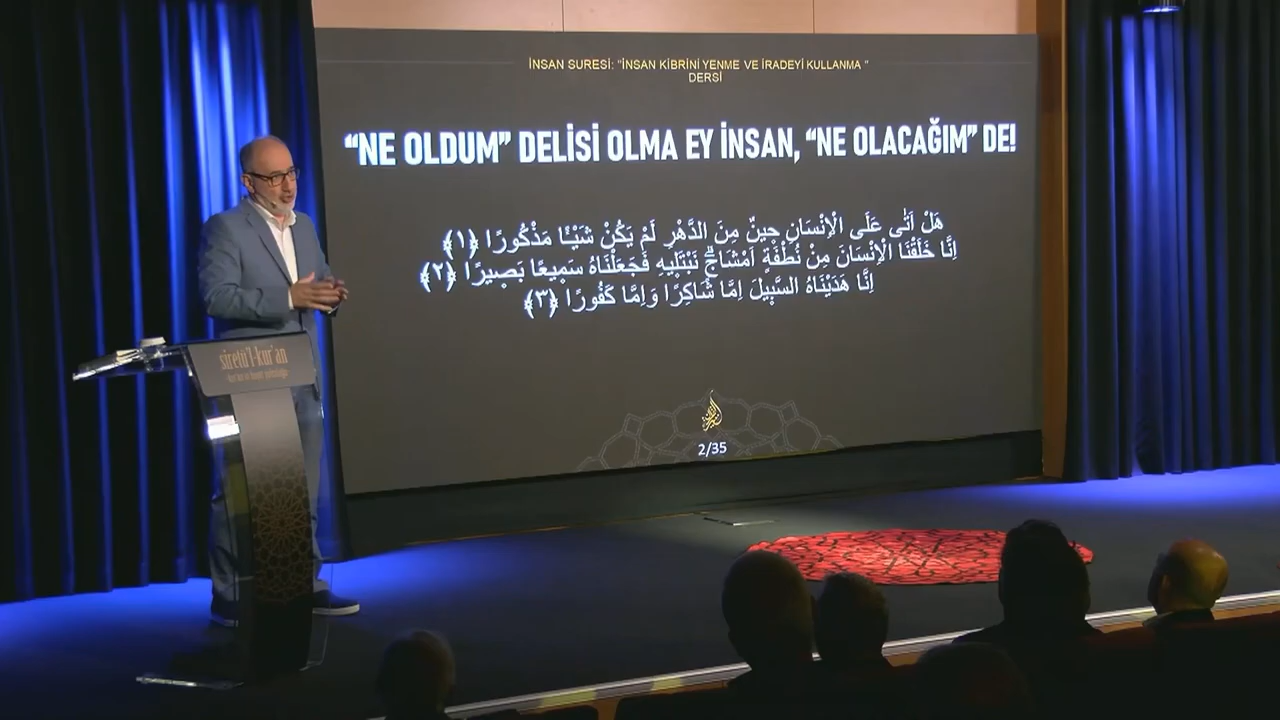 İNSAN SURESİ: "İNSAN KİBRİNİ YENME VE İRADEYİ KULLANMA "
DERSİ
“NE OLDUM” DELİSİ OLMA EY İNSAN, “NE OLACAĞIM” DE!
هَلْ اَتٰى عَلَى الْاِنْسَانِ ح۪ينٌ مِنَ الدَّهْرِ لَمْ يَكُنْ شَيْـًٔا مَذْكُورًا ﴿١﴾
اِنَّا خَلَقْنَا الْاِنْسَانَ مِنْ نُطْفَةٍ اَمْشَاجٍۗ نَبْتَل۪يهِ فَجَعَلْنَاهُ سَم۪يعًا بَص۪يرًا ﴿٢﴾
اِنَّا هَدَيْنَاهُ السَّب۪يلَ اِمَّا شَاكِرًا وَاِمَّا كَفُورًا ﴿٣﴾
2/35
siretü'l-kur'an